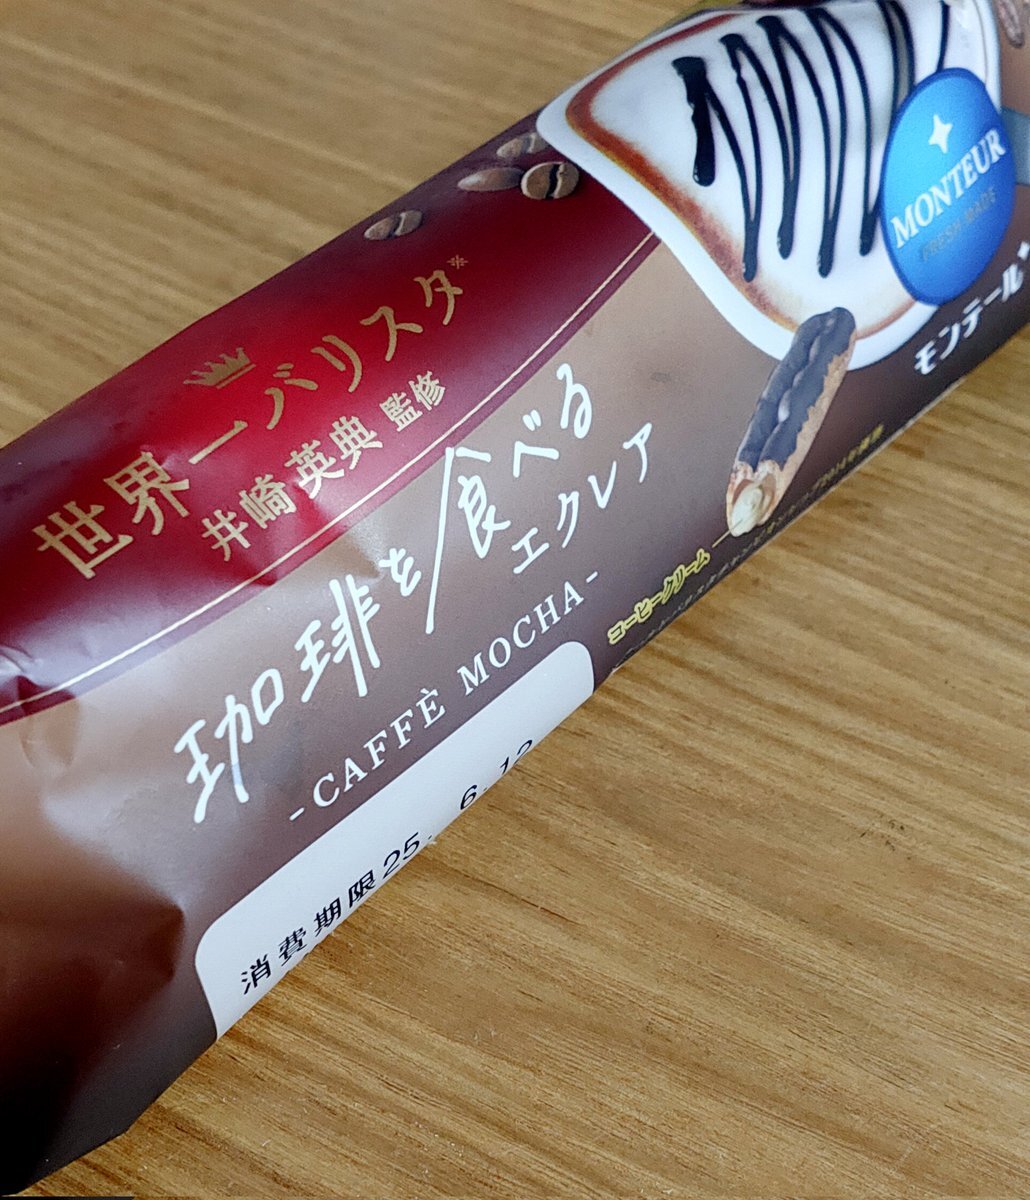 世界一バリスタ※
井崎 英典 監修
珈琲を食べる
エクレア
-CAFFÈ MOCHA-
消費期限25. 6.
MONTEUR
FRESH MADE
モンテール
コーヒークリーム